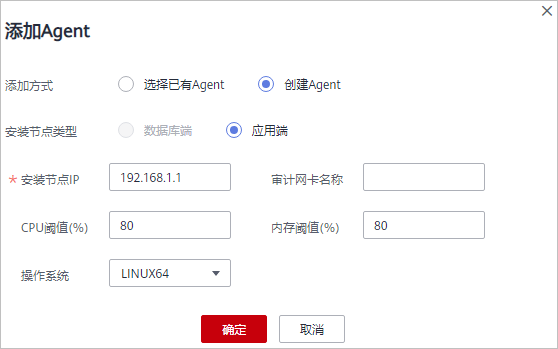 添加Agent
添加方式 选择已有Agent 创建Agent
安装节点类型 数据库端 应用端
* 安装节点IP 192.168.1.1 审计网卡名称
CPU阈值(%) 80 内存阈值(%) 80
操作系统 LINUX64
确定 取消